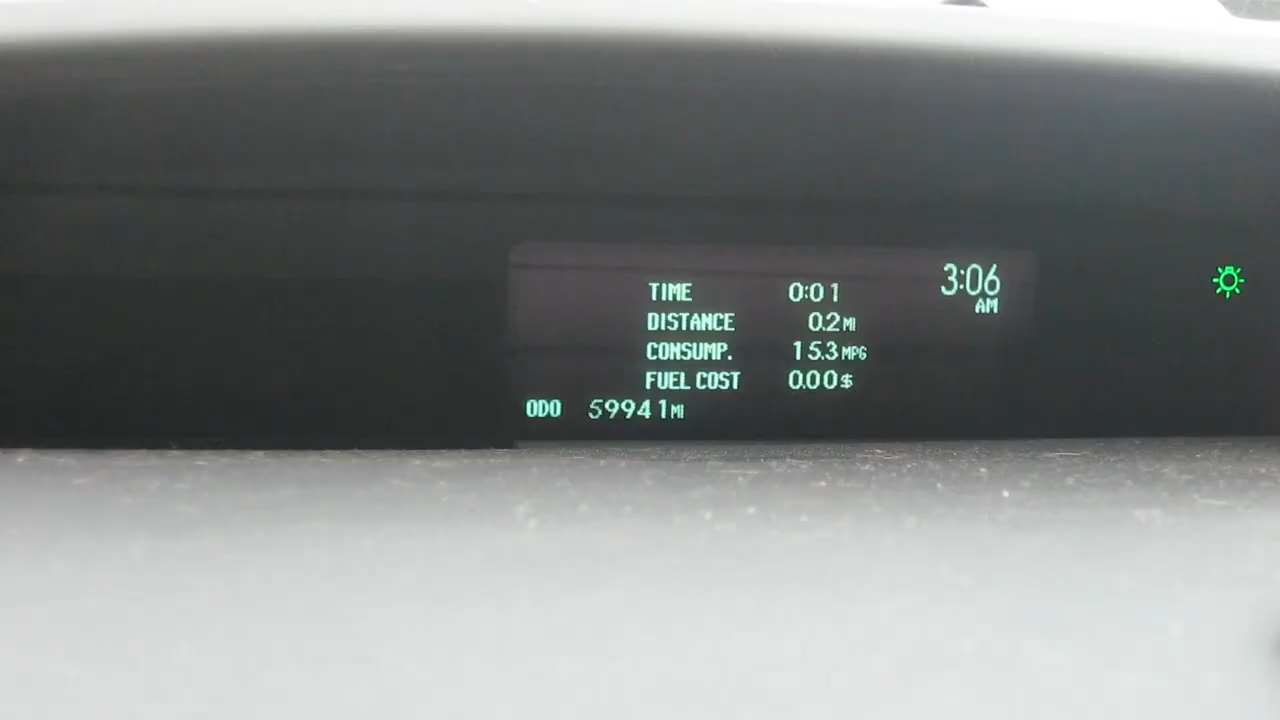 3:06
AM
TIME 0:01
DISTANCE 0.2 MI
CONSUMP. 15.3 MPG
FUEL COST 0.00 $
ODO 59941 MI